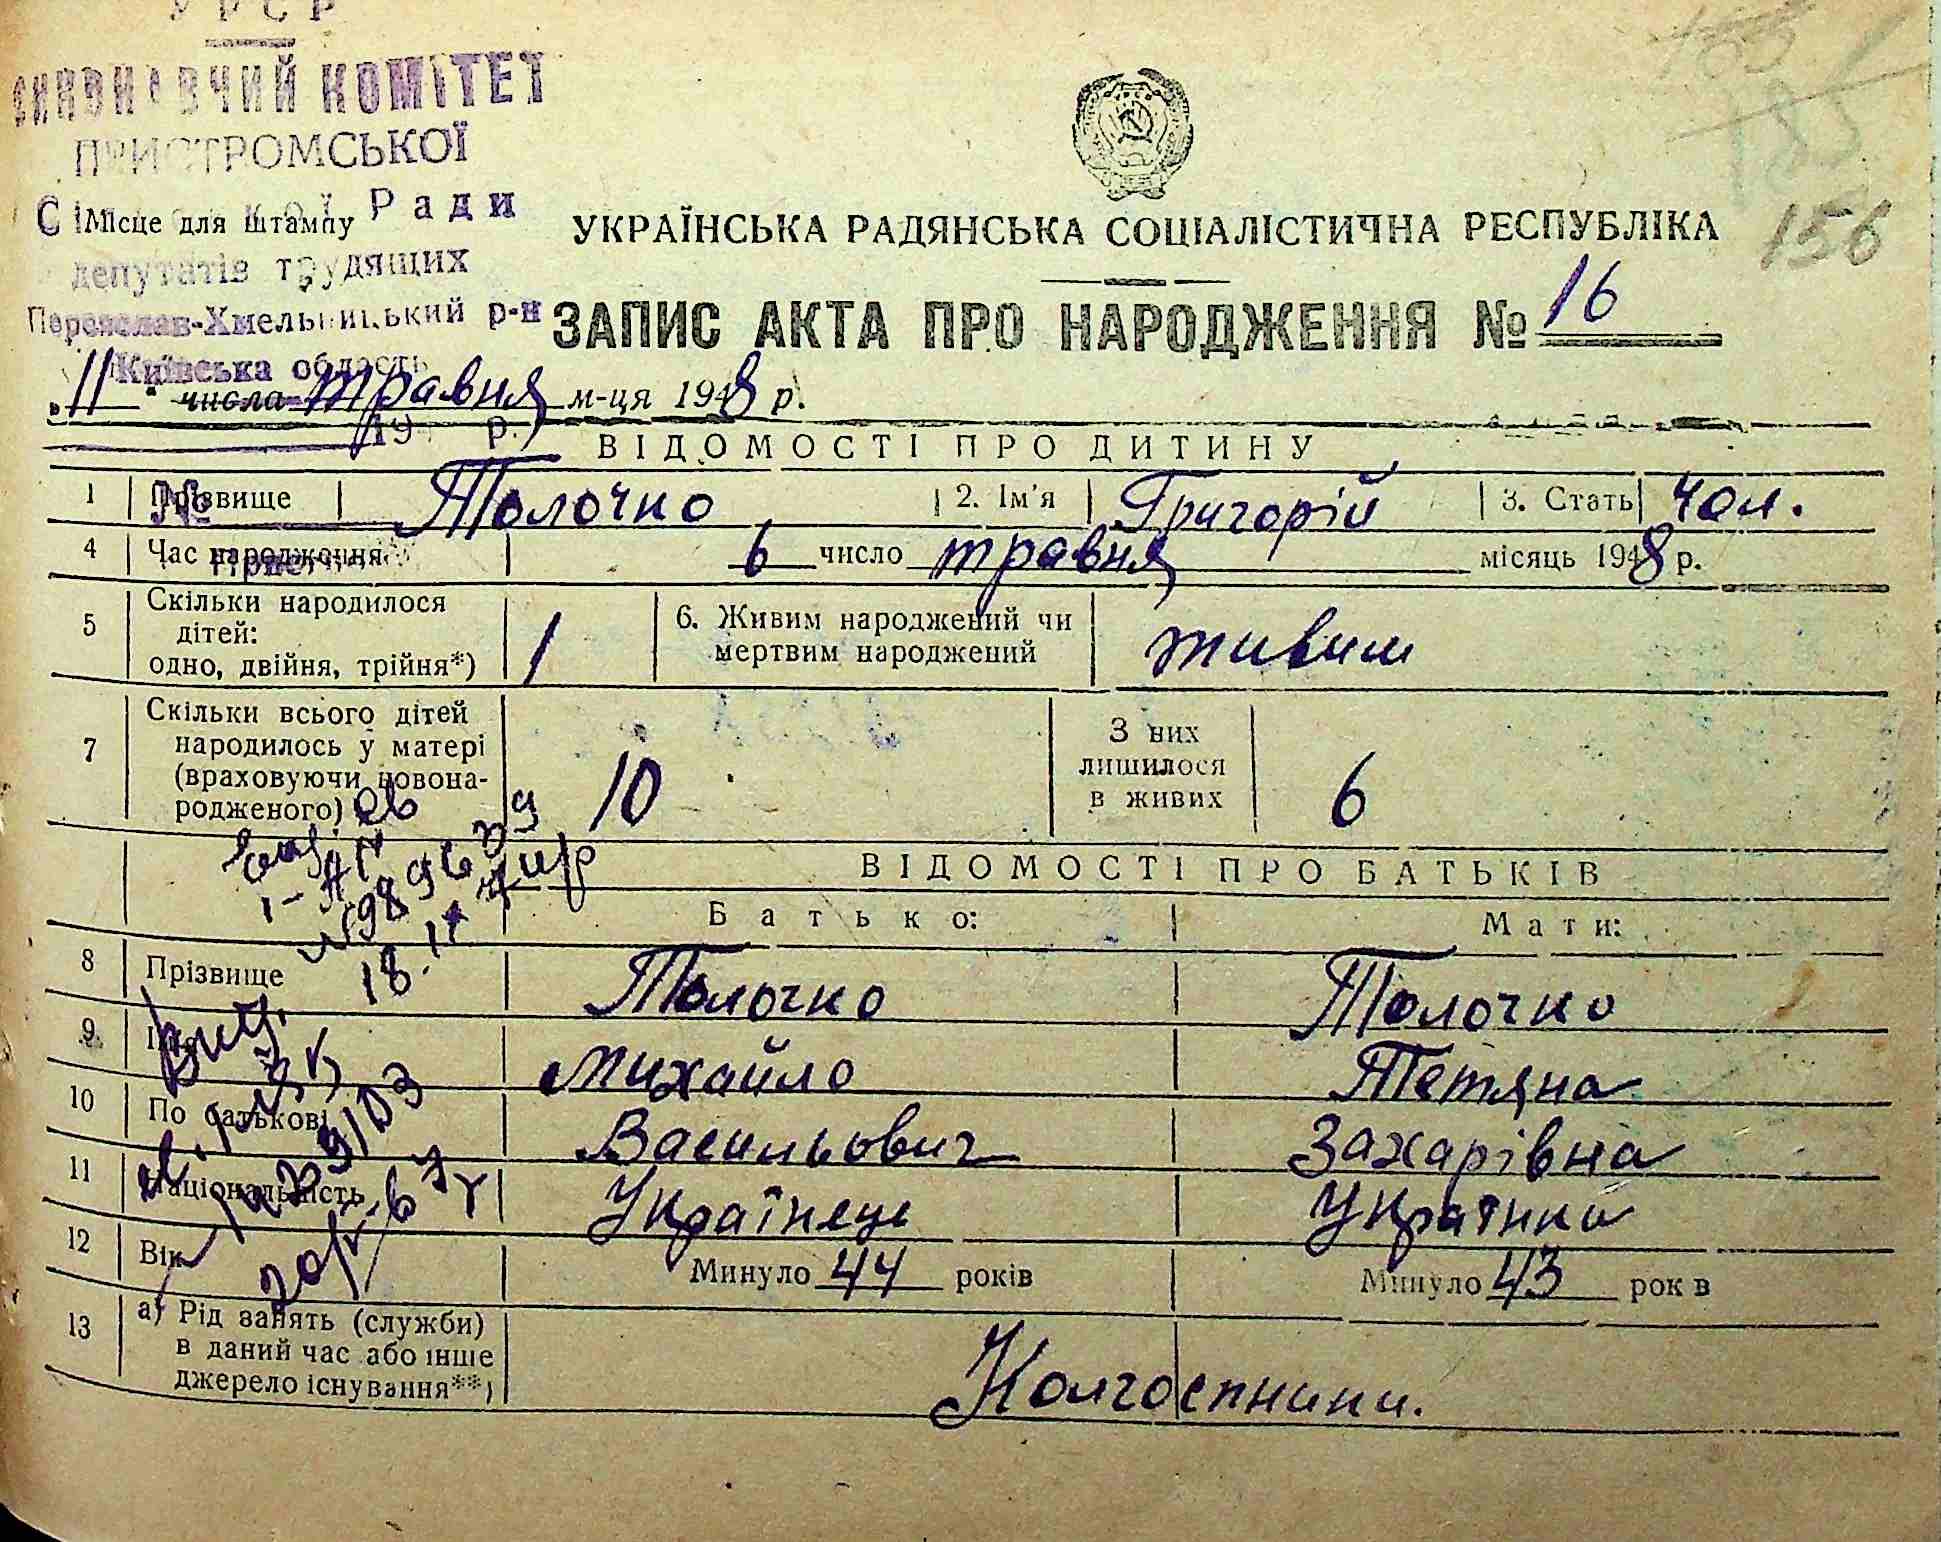 УРСР
ВИКОНАВЧИЙ КОМІТЕТ
ПРИСТРОМСЬКОЇ
Ради
Місце для штампу
депутатів трудящих
Переяслав-Хмельницький р-н
Київська область
185
185
156
УКРАЇНСЬКА РАДЯНСЬКА СОЦІАЛІСТИЧНА РЕСПУБЛІКА
ЗАПИС АКТА ПРО НАРОДЖЕННЯ № 16
„11“ числа травня м-ця 1948 р.
19 р.
ВІДОМОСТІ ПРО ДИТИНУ
№
1 Прізвище Толочко 2. Ім'я Григорій 3. Стать чол.
4 Час народження 6 число травня місяць 1948 р.
5 Скільки народилося дітей: одно, двійня, трійня*) 1 6. Живим народжений чи мертвим народжений живим
7 Скільки всього дітей народилось у матері (враховуючи новонародженого) 10 З них лишилося в живих 6
ВІДОМОСТІ ПРО БАТЬКІВ
Батько: Мати:
8 Прізвище Толочко Толочко
9 Ім'я Михайло Тетяна
10 По батькові Васильович Захарівна
11 Національність Українець Українка
12 Вік Минуло 44 років Минуло 43 років
13 а) Рід занять (служби) в даний час або інше джерело існування**) Колгоспники.